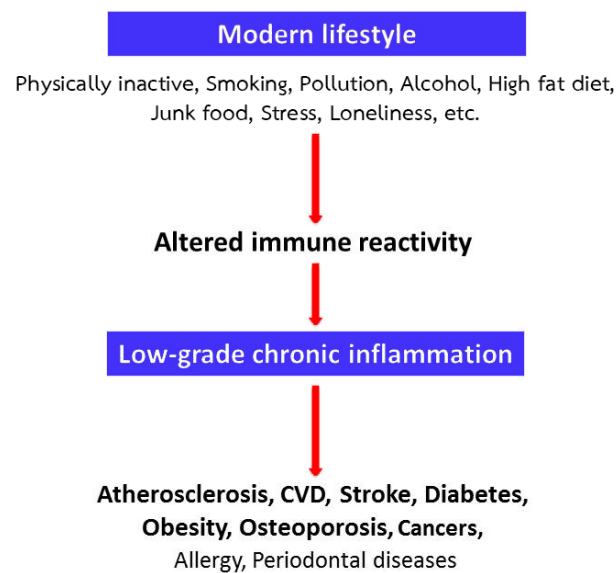 Modern lifestyle
Physically inactive, Smoking, Pollution, Alcohol, High fat diet,
Junk food, Stress, Loneliness, etc.
Altered immune reactivity
Low-grade chronic inflammation
Atherosclerosis, CVD, Stroke, Diabetes,
Obesity, Osteoporosis, Cancers,
Allergy, Periodontal diseases